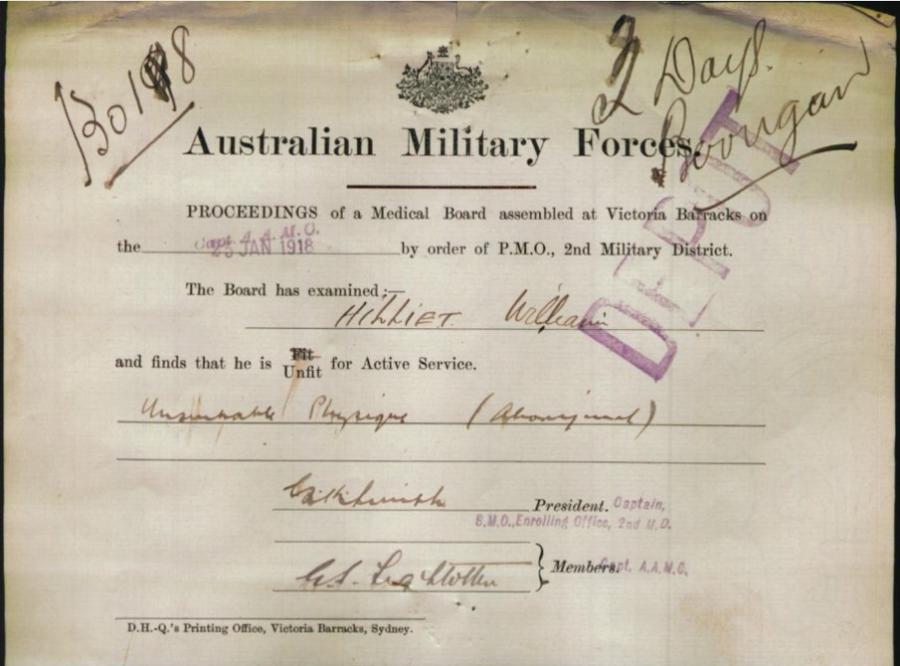 2 Days.
Australian Military Forces.
PROCEEDINGS of a Medical Board assembled at Victoria Barracks on
the 23 JAN 1918 by order of P.M.O., 2nd Military District.
Capt. A.A.M.C.
DEPOT
The Board has examined:—
HILLIET William
and finds that he is Fit
Unfit for Active Service.
Unsuitable Physique (Aboriginal)
President. Captain,
S.M.O., Enrolling Office, 2nd M.D.
Members. Capt. A.A.M.C.
D.H.-Q.'s Printing Office, Victoria Barracks, Sydney.